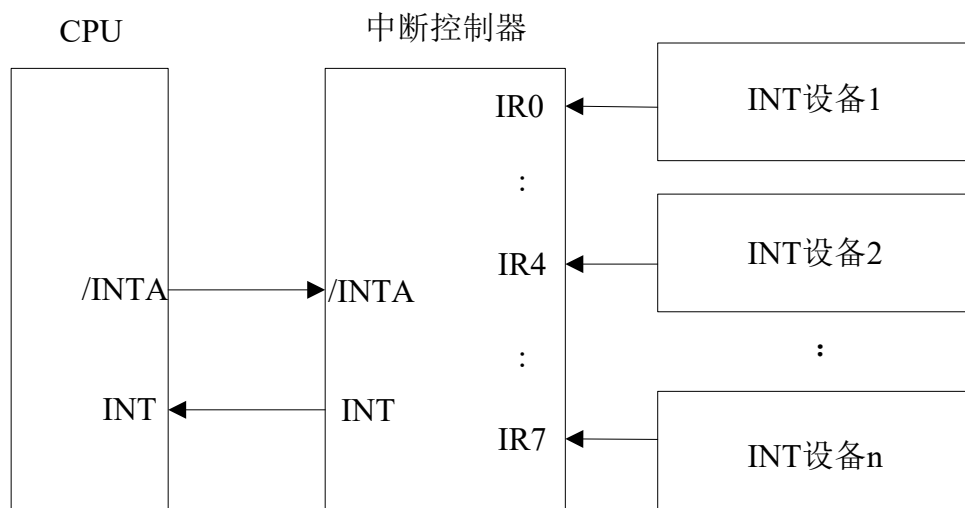 CPU
中断控制器
IR0
INT设备1
:
IR4
INT设备2
/INTA
/INTA
:
:
INT
INT
IR7
INT设备n